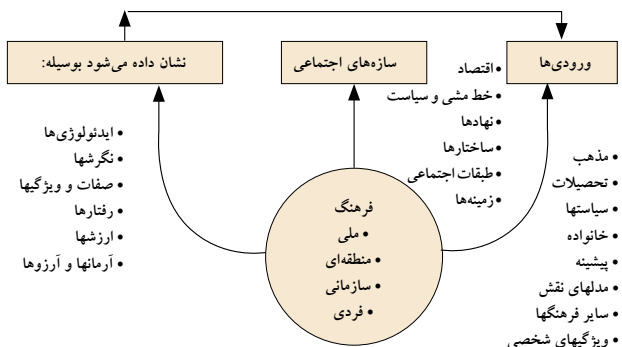 ورودی‌ها
سازه‌های اجتماعی
نشان داده می‌شود بوسیله:
• اقتصاد
• خط مشی و سیاست
• نهادها
• ساختارها
• طبقات اجتماعی
• زمینه‌ها
• مذهب
• تحصیلات
• سیاستها
• خانواده
• پیشینه
• مدلهای نقش
• سایر فرهنگها
• ویژگیهای شخصی
• ایدئولوژی‌ها
• نگرشها
• صفات و ویژگیها
• رفتارها
• ارزشها
• آرمانها و آرزوها
فرهنگ
• ملی
• منطقه‌ای
• سازمانی
• فردی